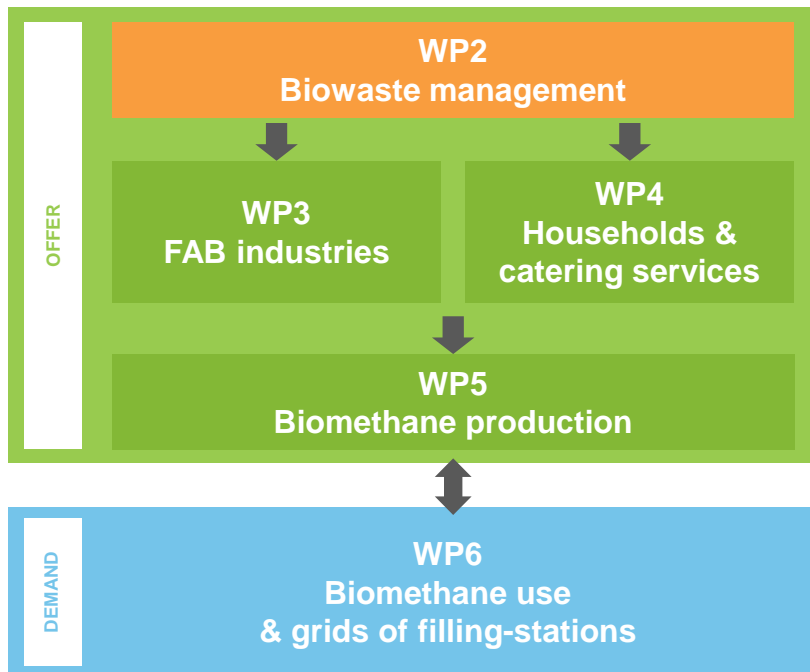 WP2
Biowaste management
OFFER
WP3
FAB industries
WP4
Households &
catering services
WP5
Biomethane production
DEMAND
WP6
Biomethane use
& grids of filling-stations